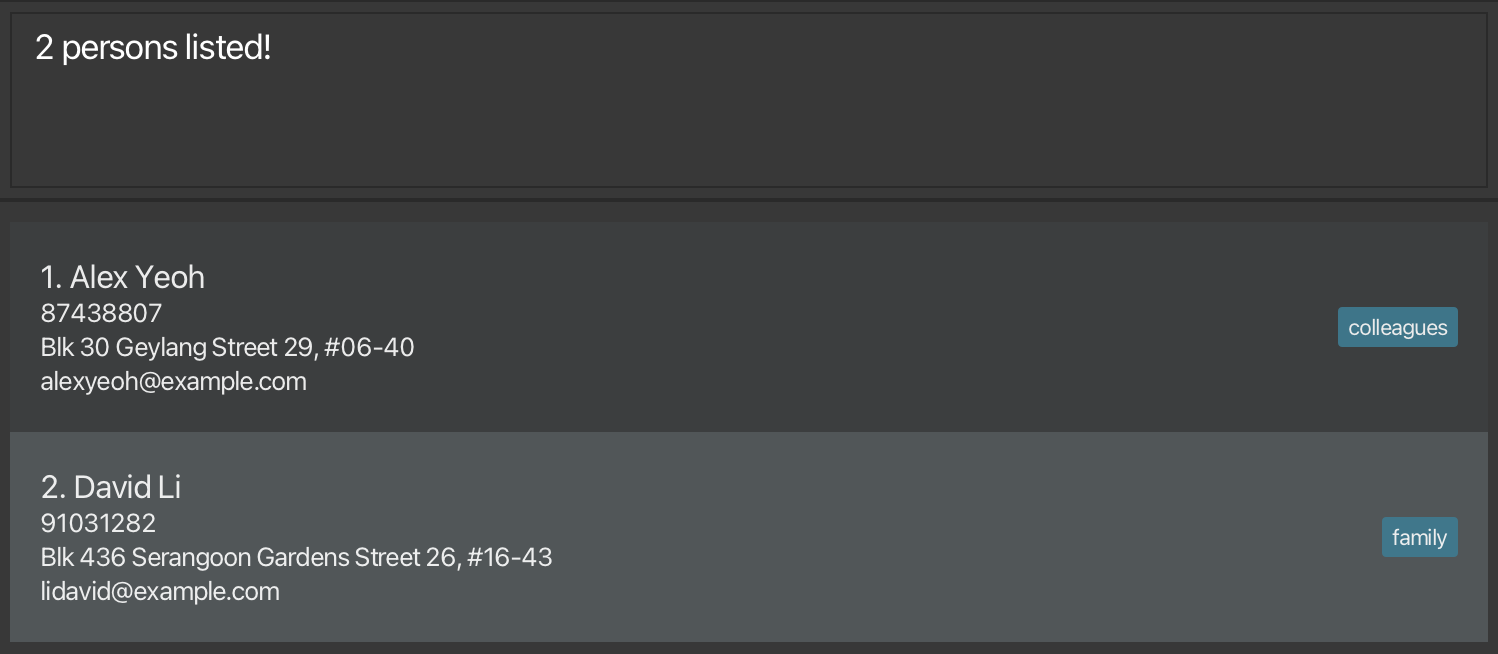 2 persons listed!
1. Alex Yeoh
87438807
Blk 30 Geylang Street 29, #06-40
alexyeoh@example.com
colleagues
2. David Li
91031282
Blk 436 Serangoon Gardens Street 26, #16-43
lidavid@example.com
family